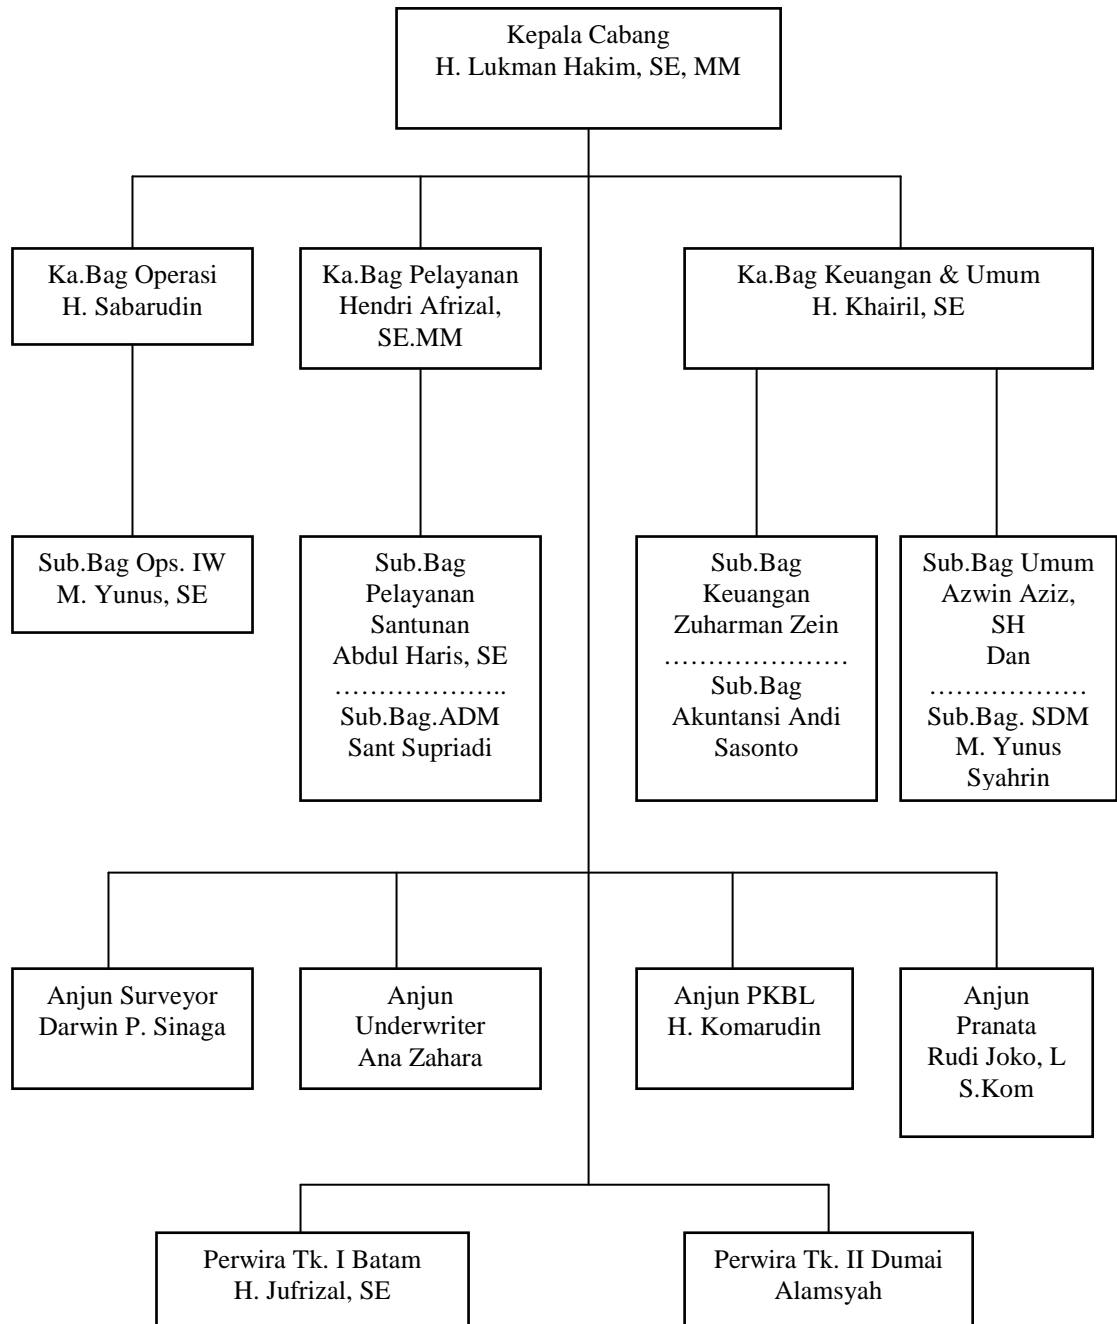 Kepala Cabang
H. Lukman Hakim, SE, MM
Ka.Bag Operasi
H. Sabarudin
Ka.Bag Pelayanan
Hendri Afrizal,
SE.MM
Ka.Bag Keuangan & Umum
H. Khairil, SE
Sub.Bag Ops. IW
M. Yunus, SE
Sub.Bag
Pelayanan
Santunan
Abdul Haris, SE
………………..
Sub.Bag.ADM
Sant Supriadi
Sub.Bag
Keuangan
Zuharman Zein
…………………
Sub.Bag
Akuntansi Andi
Sasonto
Sub.Bag Umum
Azwin Aziz,
SH
Dan
………………
Sub.Bag. SDM
M. Yunus
Syahrin
Anjun Surveyor
Darwin P. Sinaga
Anjun
Underwriter
Ana Zahara
Anjun PKBL
H. Komarudin
Anjun
Pranata
Rudi Joko, L
S.Kom
Perwira Tk. I Batam
H. Jufrizal, SE
Perwira Tk. II Dumai
Alamsyah